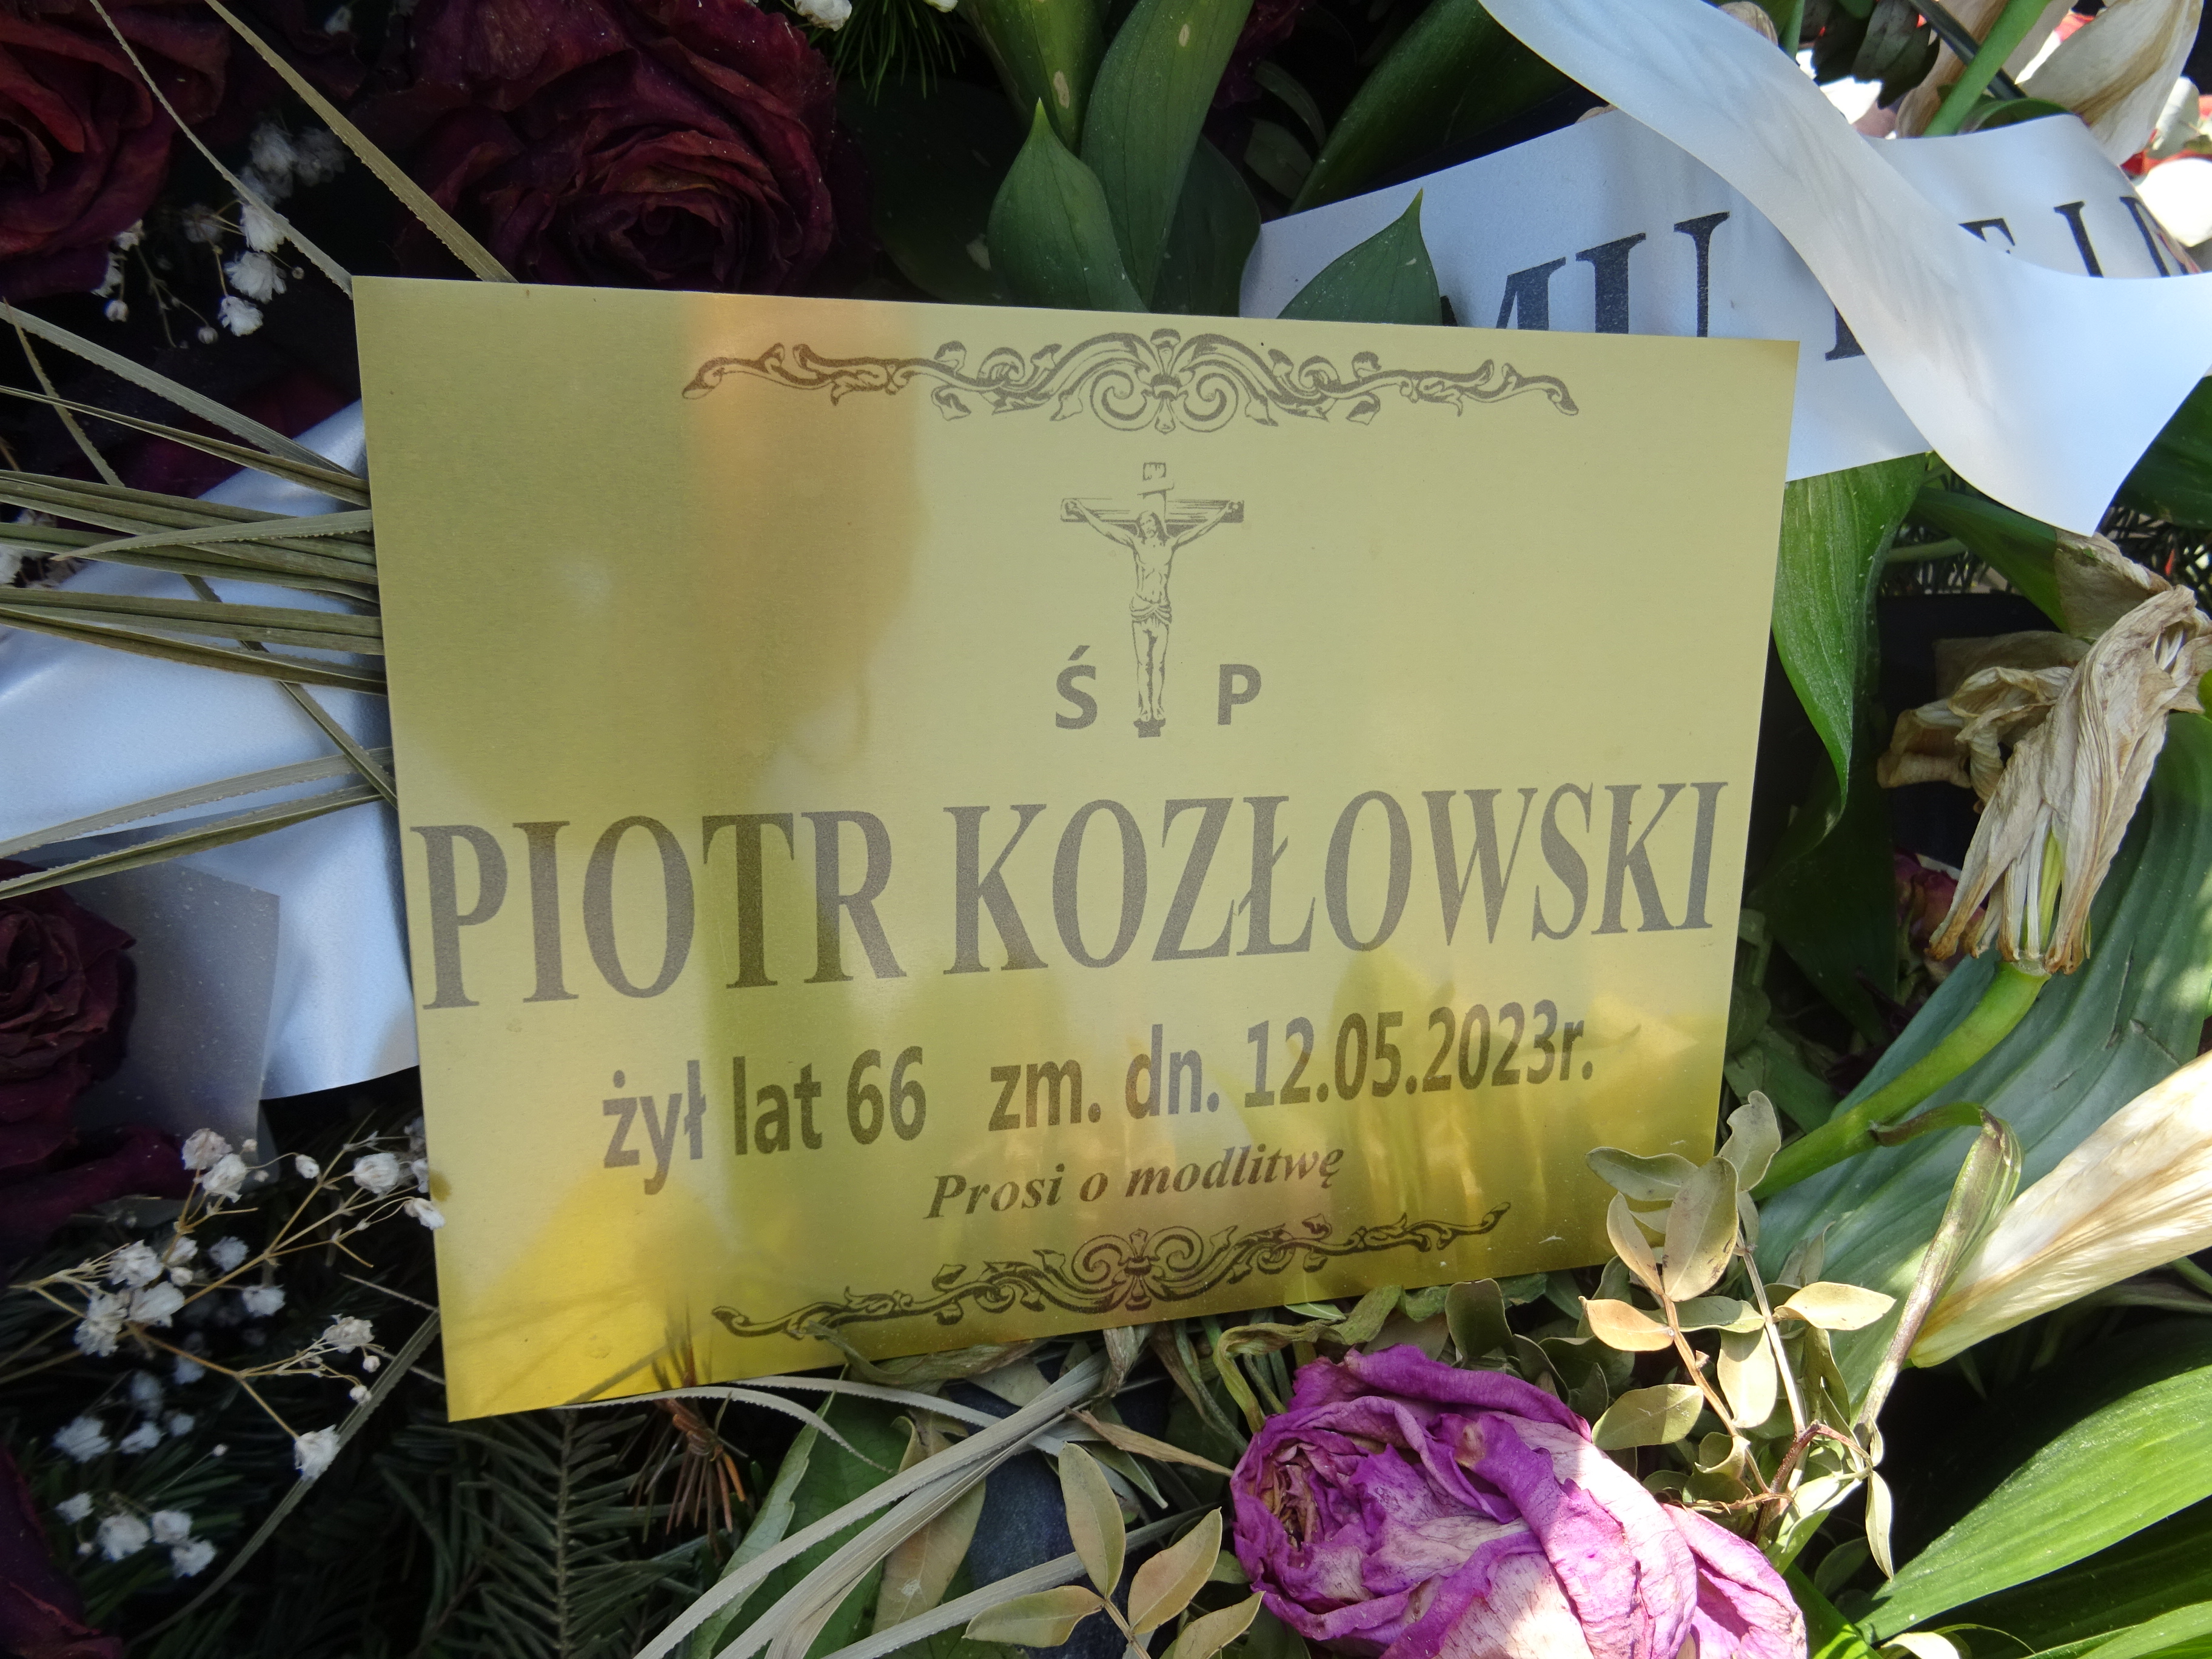 Ś P
PIOTR KOZŁOWSKI
żył lat 66 zm. dn. 12.05.2023r.
Prosi o modlitwę